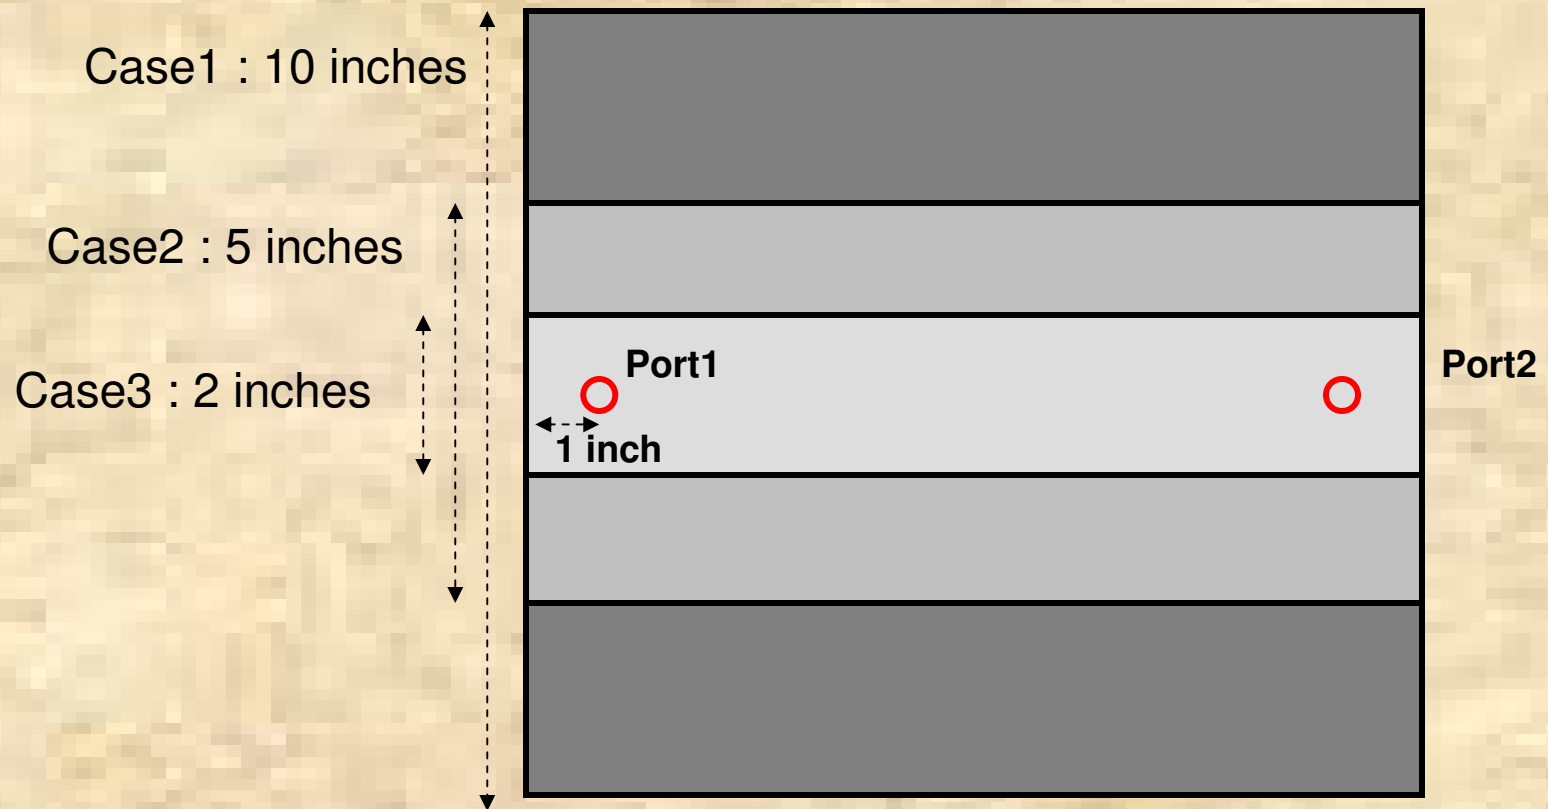 Case1 : 10 inches
Case2 : 5 inches
Case3 : 2 inches
Port1
Port2
1 inch